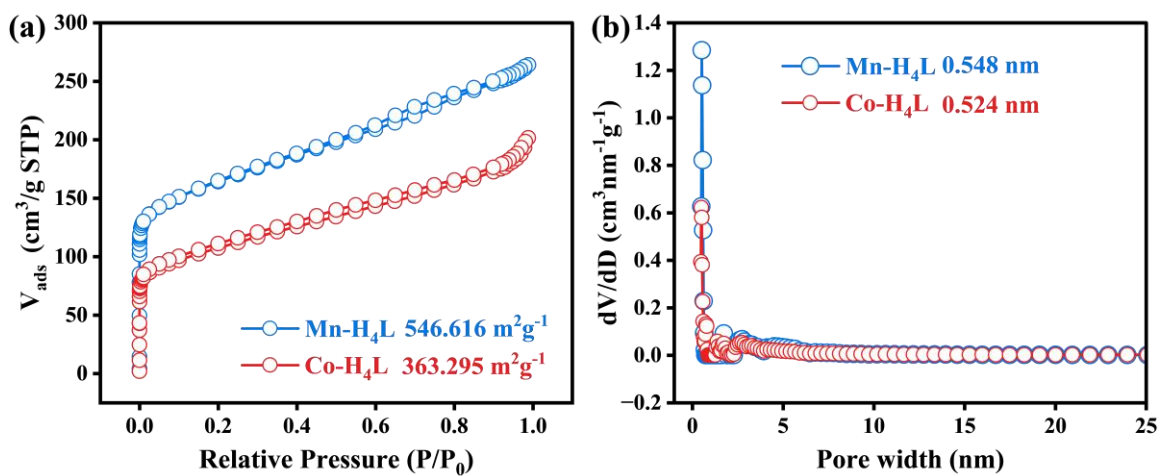 (a)
300
250
200
150
100
50
0
V_ads (cm³/g STP)
Mn-H₄L 546.616 m²g⁻¹
Co-H₄L 363.295 m²g⁻¹
0.0 0.2 0.4 0.6 0.8 1.0
Relative Pressure (P/P₀)
(b)
1.4
1.2
1.0
0.8
0.6
0.4
0.2
0.0
−0.2
dV/dD (cm³nm⁻¹g⁻¹)
Mn-H₄L 0.548 nm
Co-H₄L 0.524 nm
0 5 10 15 20 25
Pore width (nm)